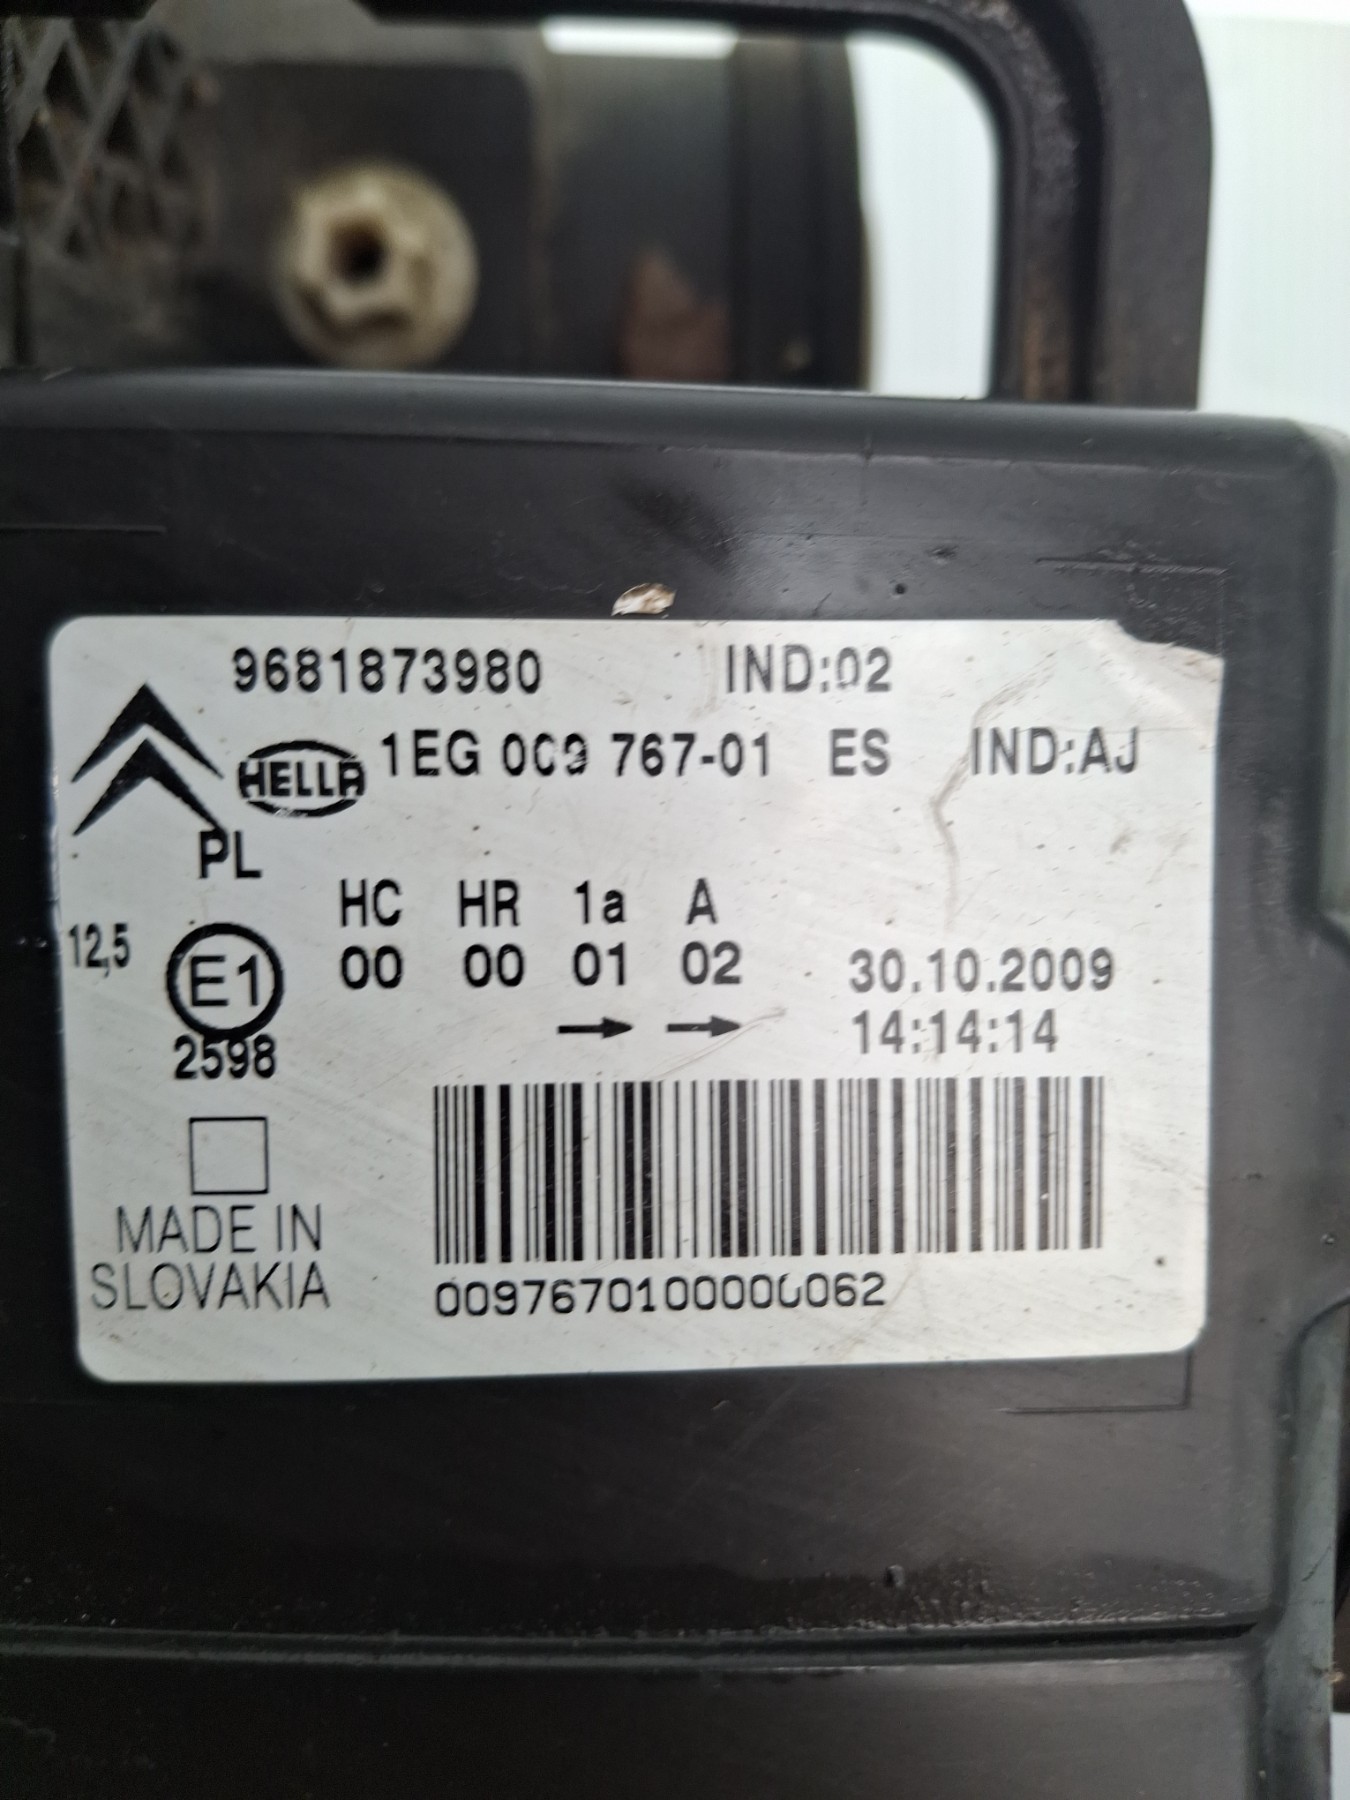 9681873980 IND:02
HELLA 1EG 009 767-01 ES IND:AJ
PL
HC HR 1a A
12,5 E1 00 00 01 02 30.10.2009
2598 14:14:14
MADE IN
SLOVAKIA
0097670100000062